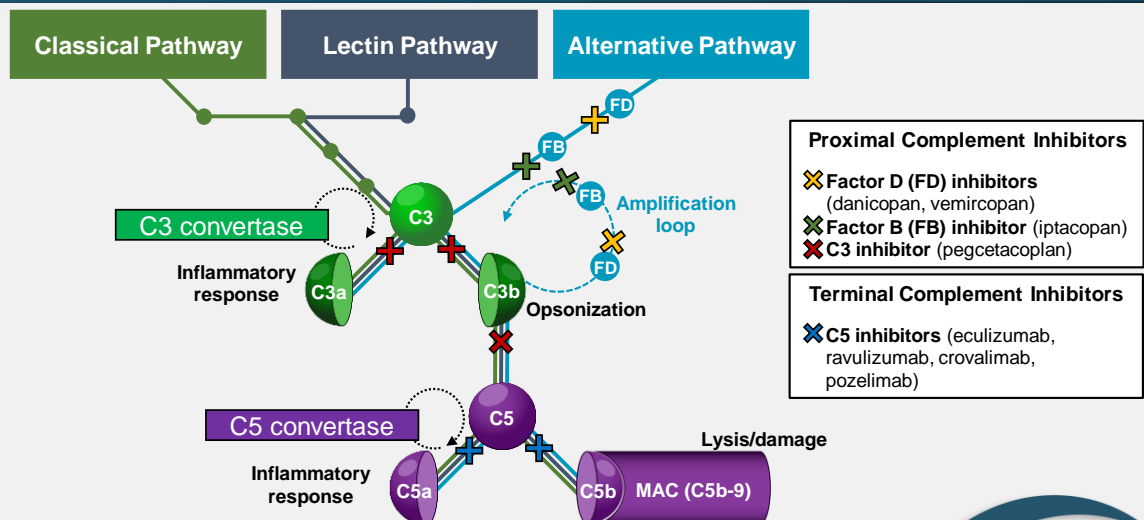 Classical Pathway
Lectin Pathway
Alternative Pathway
FD
FB
C3
FB
Amplification
loop
FD
C3 convertase
Inflammatory
response
C3a
C3b
Opsonization
C5
C5 convertase
Lysis/damage
Inflammatory
response
C5a
C5b
MAC (C5b-9)
Proximal Complement Inhibitors
Factor D (FD) inhibitors
(danicopan, vemircopan)
Factor B (FB) inhibitor (iptacopan)
C3 inhibitor (pegcetacoplan)
Terminal Complement Inhibitors
C5 inhibitors (eculizumab,
ravulizumab, crovalimab,
pozelimab)